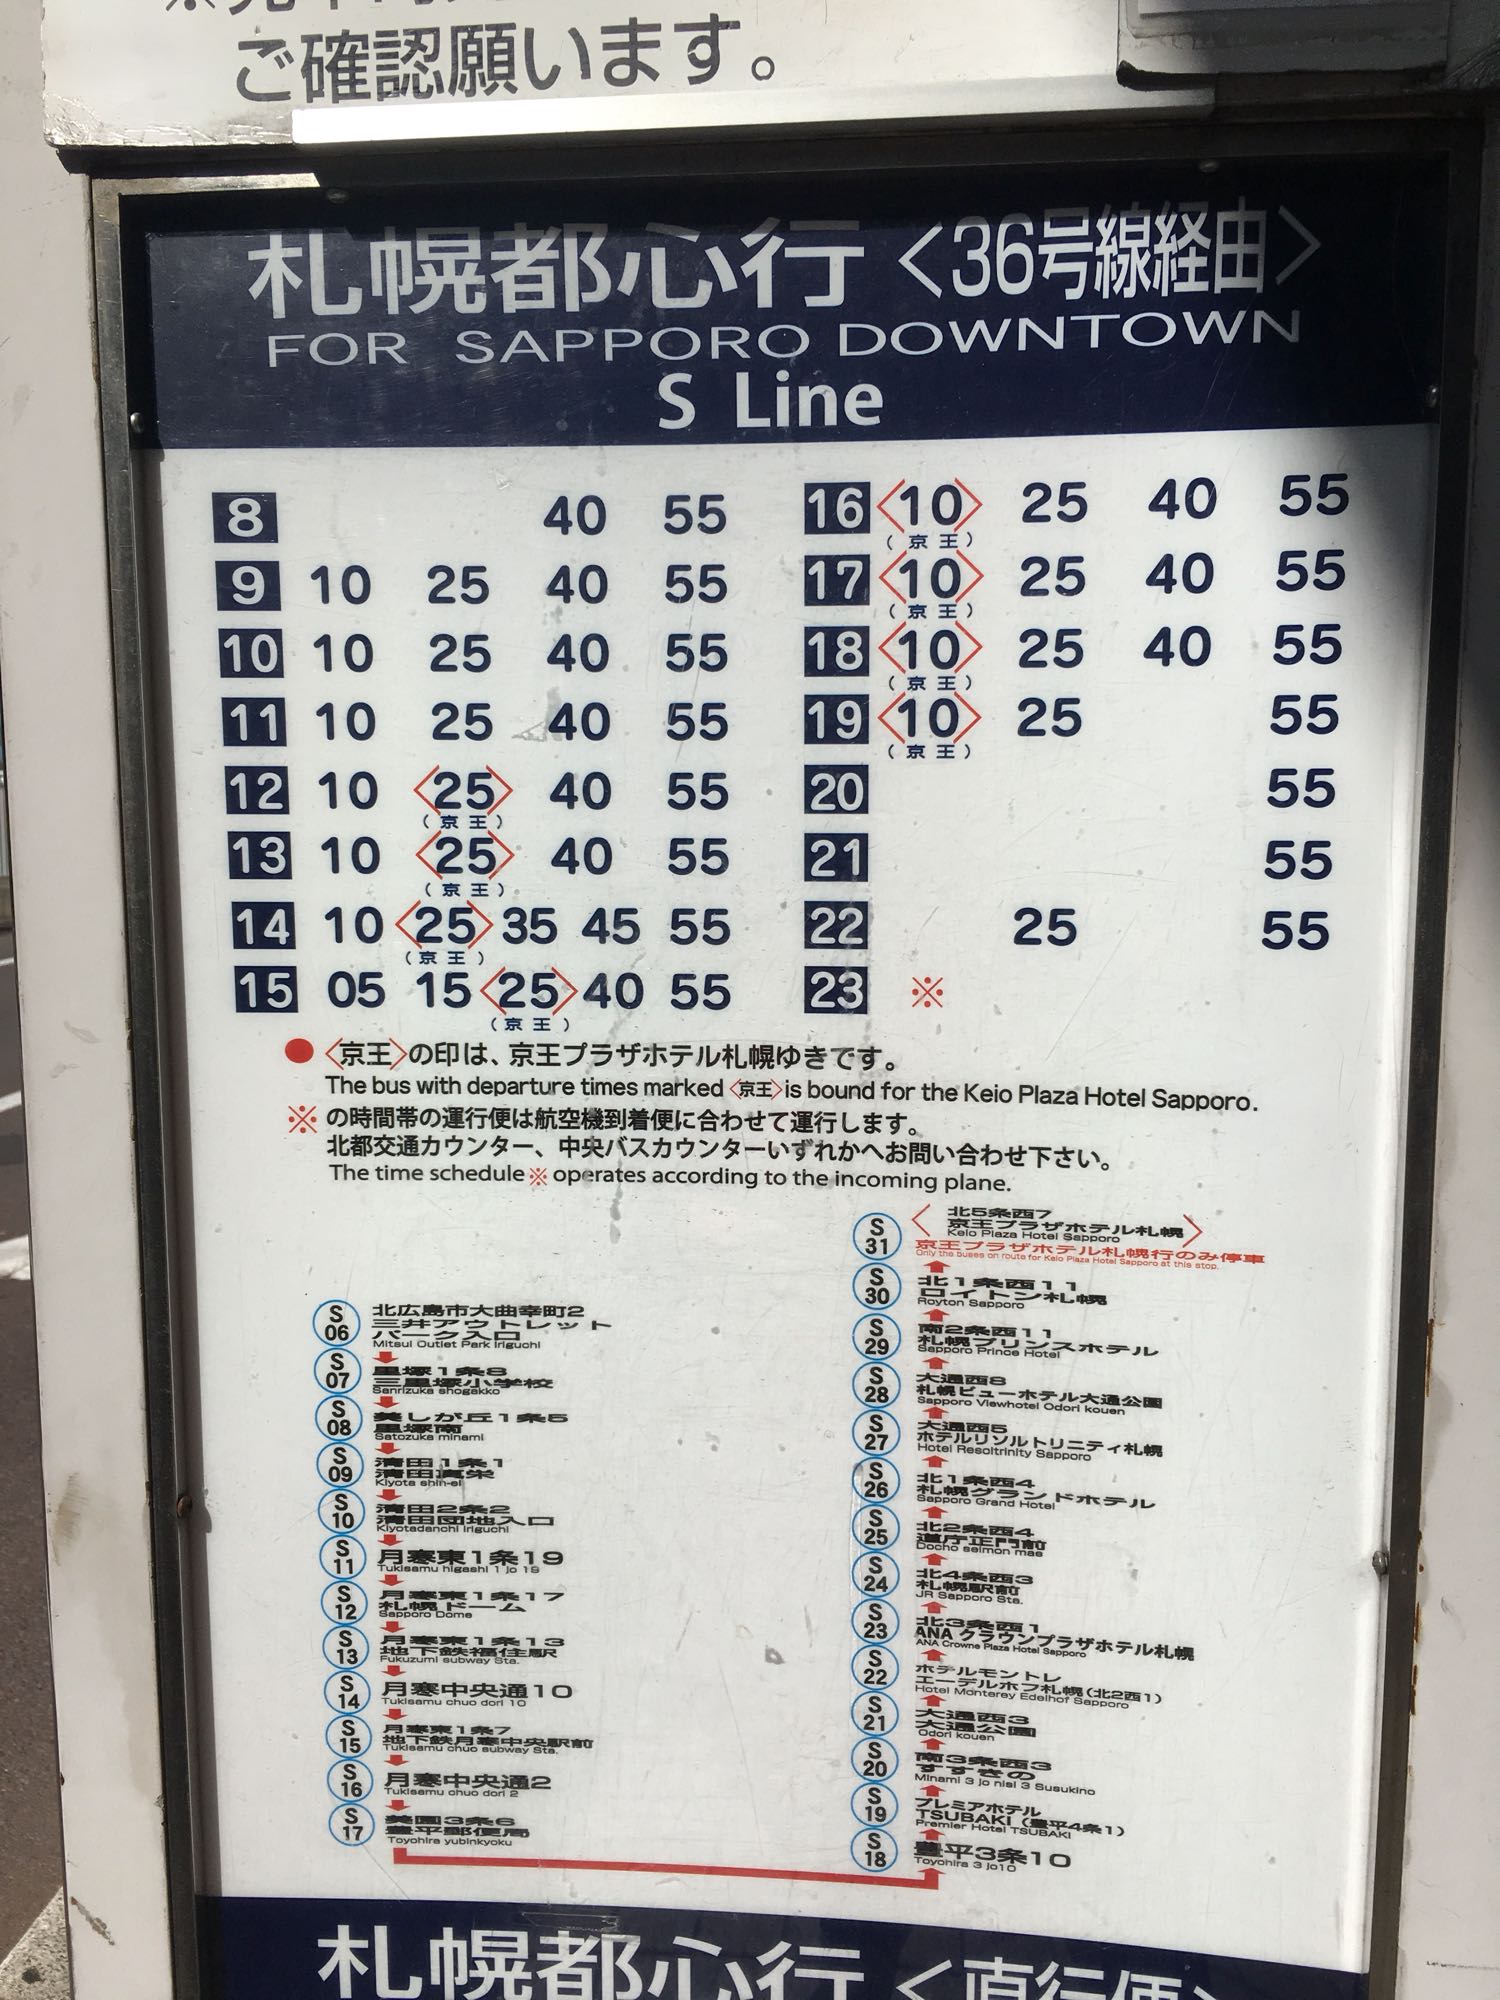 ご確認願います。
札幌都心行〈36号線経由〉
FOR SAPPORO DOWNTOWN
S Line
8 40 55
9 10 25 40 55
10 10 25 40 55
11 10 25 40 55
12 10 〈25〉 40 55
(京王)
13 10 〈25〉 40 55
(京王)
14 10 〈25〉 35 45 55
(京王)
15 05 15 〈25〉 40 55
(京王)
16 〈10〉 25 40 55
(京王)
17 〈10〉 25 40 55
(京王)
18 〈10〉 25 40 55
(京王)
19 〈10〉 25 55
(京王)
20 55
21 55
22 25 55
23 ※
●〈京王〉の印は、京王プラザホテル札幌ゆきです。
The bus with departure times marked〈京王〉is bound for the Keio Plaza Hotel Sapporo.
※の時間帯の運行便は航空機到着便に合わせて運行します。
北都交通カウンター、中央バスカウンターいずれかへお問い合わせ下さい。
The time schedule※operates according to the incoming plane.
S 06
北広島市大曲幸町2
三井アウトレット
パーク入口
Mitsui Outlet Park Iriguchi
S 07
里塚1条8
三里塚小学校
Sanrizuka shogakko
S 08
美しが丘1条5
里塚南
Satozuka minami
S 09
清田1条1
清田真栄
Kiyota shin-ei
S 10
清田2条2
清田団地入口
Kiyotadanchi Iriguchi
S 11
月寒東1条19
Tukisamu higashi 1 jo 19
S 12
月寒東1条17
札幌ドーム
Sapporo Dome
S 13
月寒東1条13
地下鉄福住駅
Fukuzumi subway Sta.
S 14
月寒中央通10
Tukisamu chuo dori 10
S 15
月寒東1条7
地下鉄月寒中央駅前
Tukisamu chuo subway Sta.
S 16
月寒中央通2
Tukisamu chuo dori 2
S 17
美園3条6
豊平郵便局
Toyohira yubinkyoku
S 31
〈北5条西7
京王プラザホテル札幌〉
Keio Plaza Hotel Sapporo
京王プラザホテル札幌行のみ停車
Only the buses on route for Keio Plaza Hotel Sapporo at this stop.
S 30
北1条西11
ロイトン札幌
Royton Sapporo
S 29
南2条西11
札幌プリンスホテル
Sapporo Prince Hotel
S 28
大通西8
札幌ビューホテル大通公園
Sapporo Viewhotel Odori kouen
S 27
大通西5
ホテルリソルトリニティ札幌
Hotel Resoltrinity Sapporo
S 26
北1条西4
札幌グランドホテル
Sapporo Grand Hotel
S 25
北2条西4
道庁正門前
Docho seimon mae
S 24
北4条西3
札幌駅前
JR Sapporo Sta.
S 23
北3条西1
ANAクラウンプラザホテル札幌
ANA Crowne Plaza Hotel Sapporo
S 22
ホテルモントレ
エーデルホフ札幌(北2西1)
Hotel Monterey Edelhof Sapporo
S 21
大通西3
大通公園
Odori kouen
S 20
南3条西3
すすきの
Minami 3 jo nisi 3 Susukino
S 19
プレミアホテル
TSUBAKI(豊平4条1)
Premier Hotel TSUBAKI
S 18
豊平3条10
Toyohira 3 jo10
札幌都心行〈直行便〉